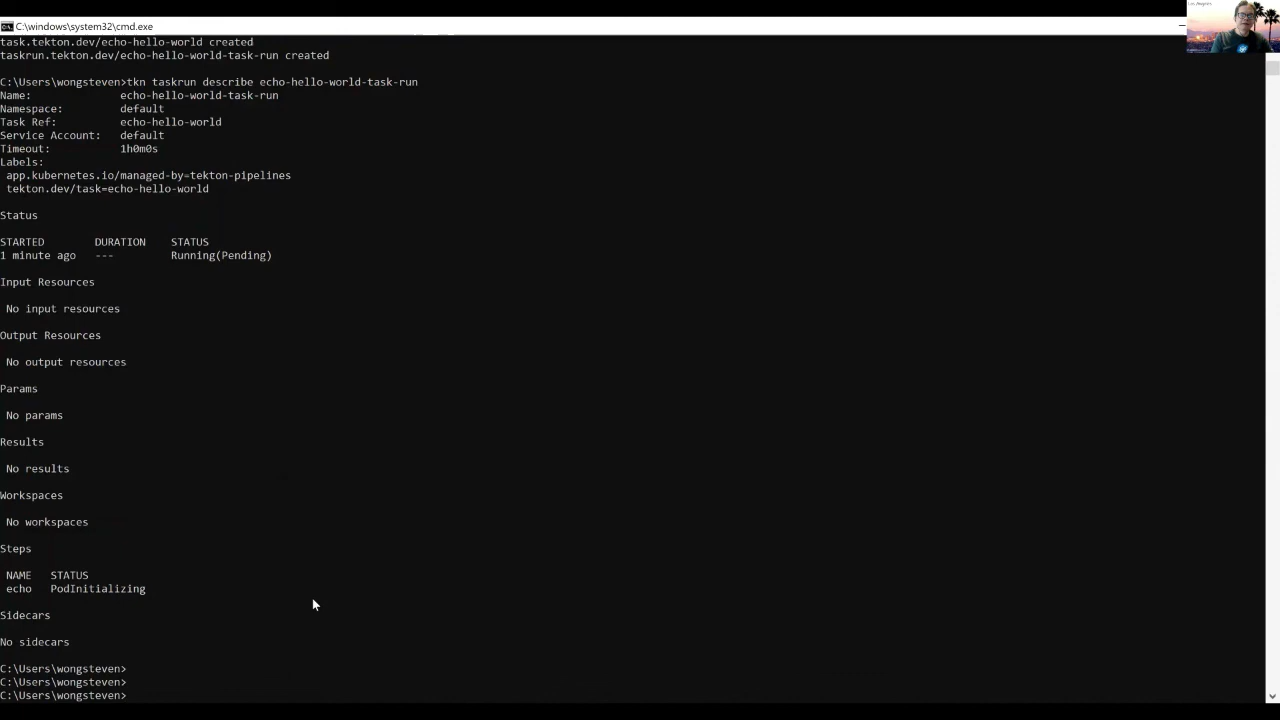 C:\windows\system32\cmd.exe
task.tekton.dev/echo-hello-world created
taskrun.tekton.dev/echo-hello-world-task-run created
C:\Users\wongsteven>tkn taskrun describe echo-hello-world-task-run
Name: echo-hello-world-task-run
Namespace: default
Task Ref: echo-hello-world
Service Account: default
Timeout: 1h0m0s
Labels:
app.kubernetes.io/managed-by=tekton-pipelines
tekton.dev/task=echo-hello-world
Status
STARTED DURATION STATUS
1 minute ago --- Running(Pending)
Input Resources
No input resources
Output Resources
No output resources
Params
No params
Results
No results
Workspaces
No workspaces
Steps
NAME STATUS
echo PodInitializing
Sidecars
No sidecars
C:\Users\wongsteven>
C:\Users\wongsteven>
C:\Users\wongsteven>